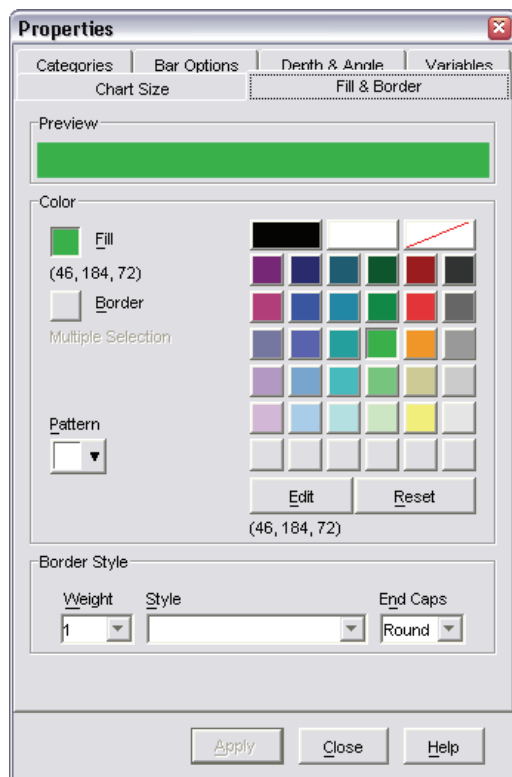 Properties
Categories Bar Options Depth & Angle Variables
Chart Size Fill & Border
Preview
Color
Fill
(46, 184, 72)
Border
Multiple Selection
Pattern
Edit Reset
(46, 184, 72)
Border Style
Weight Style End Caps
1 Round
Apply Close Help